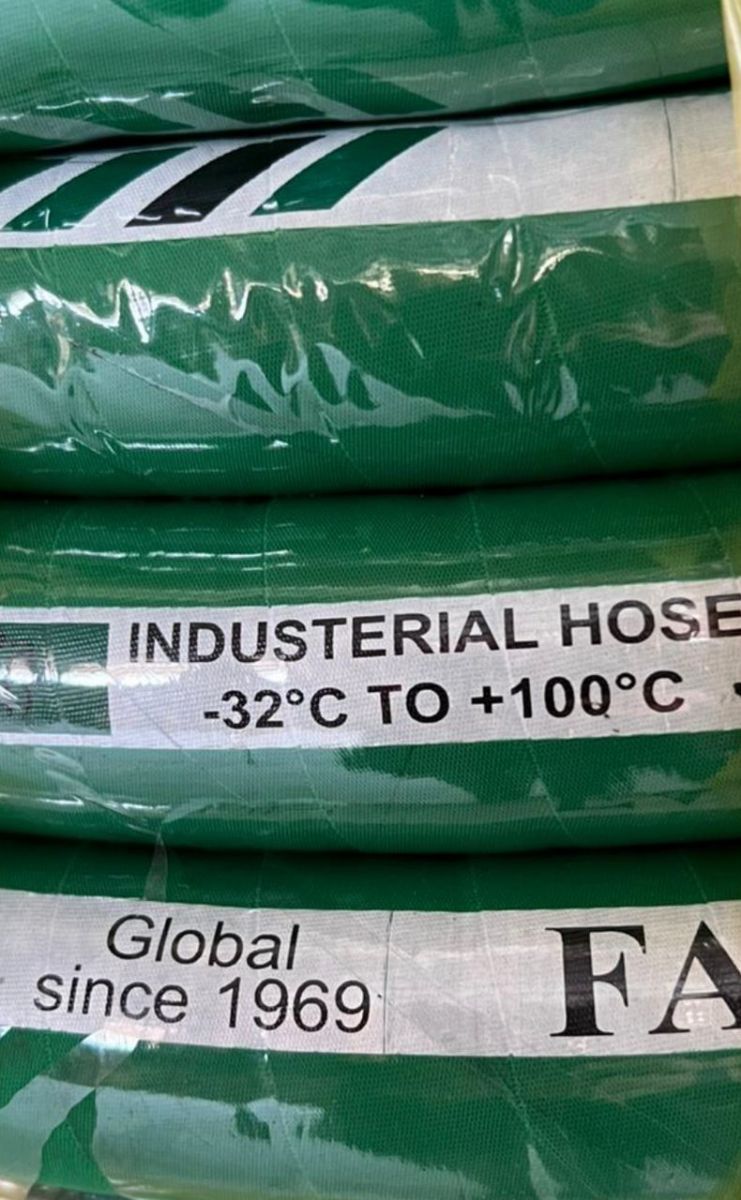 INDUSTERIAL HOSE
-32°C TO +100°C
Global
since 1969
FA